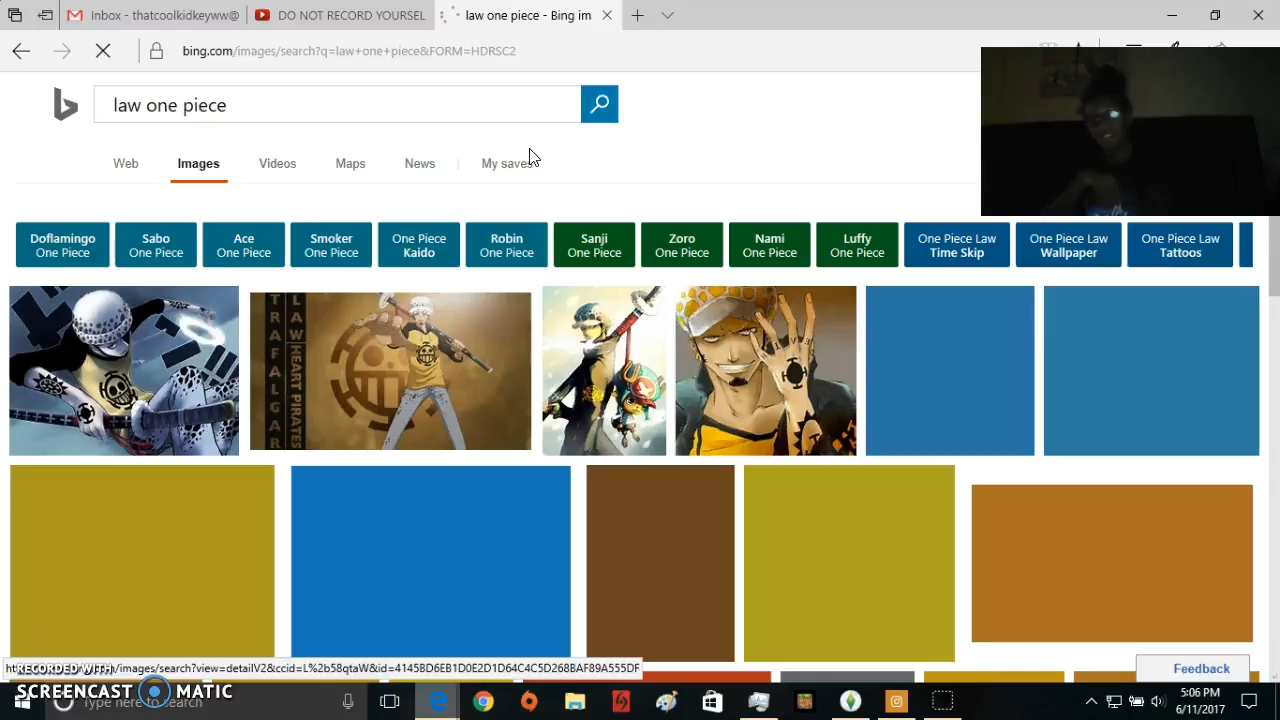 Inbox - thatcoolkidkeyww@
DO NOT RECORD YOURSEL
law one piece - Bing im
bing.com/images/search?q=law+one+piece&FORM=HDRSC2
law one piece
Web
Images
Videos
Maps
News
My saves
Doflamingo
One Piece
Sabo
One Piece
Ace
One Piece
Smoker
One Piece
One Piece
Kaido
Robin
One Piece
Sanji
One Piece
Zoro
One Piece
Nami
One Piece
Luffy
One Piece
One Piece Law
Time Skip
One Piece Law
Wallpaper
One Piece Law
Tattoos
TRAFALGAR
LAW
HEART PIRATES
/images/search?view=detailV2&ccid=L%2b58qtaW&id=4145BD6EB1D0E2D1D64C4C5D268BAF89A555DF
RECORDED WITH
SCREENCAST MATIC
Feedback
Type here to search
5:06 PM
6/11/2017